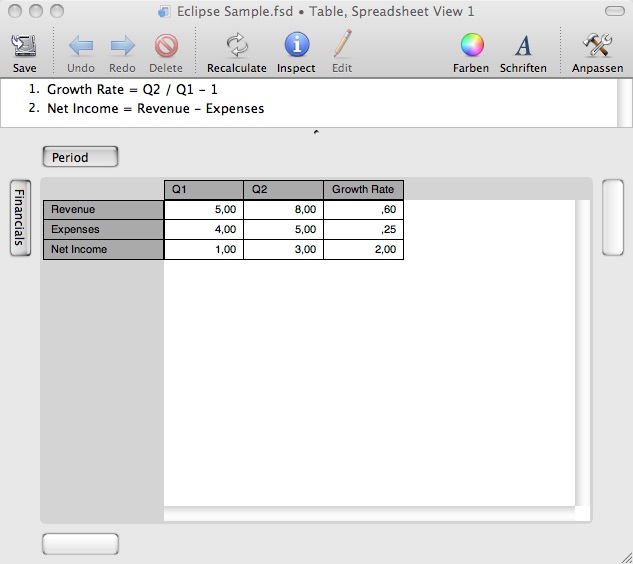 Eclipse Sample.fsd • Table, Spreadsheet View 1
Save Undo Redo Delete Recalculate Inspect Edit Farben Schriften Anpassen
1. Growth Rate = Q2 / Q1 – 1
2. Net Income = Revenue – Expenses
Period
Financials
Q1 Q2 Growth Rate
Revenue 5,00 8,00 ,60
Expenses 4,00 5,00 ,25
Net Income 1,00 3,00 2,00